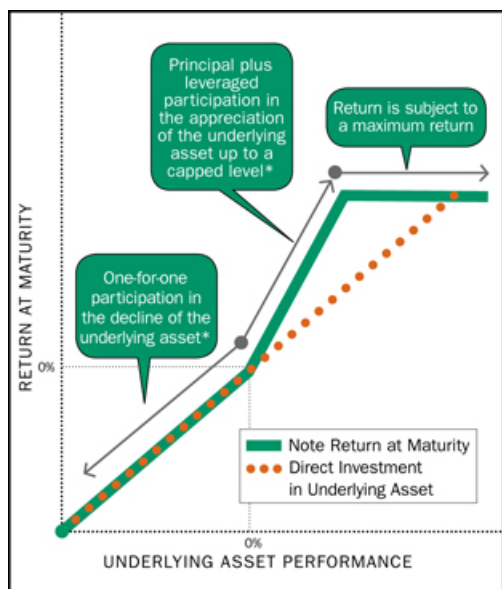 Principal plus
leveraged
participation in
the appreciation
of the underlying
asset up to a
capped level*
Return is subject to
a maximum return
One-for-one
participation in
the decline of the
underlying asset*
RETURN AT MATURITY
0%
Note Return at Maturity
Direct Investment
in Underlying Asset
0%
UNDERLYING ASSET PERFORMANCE